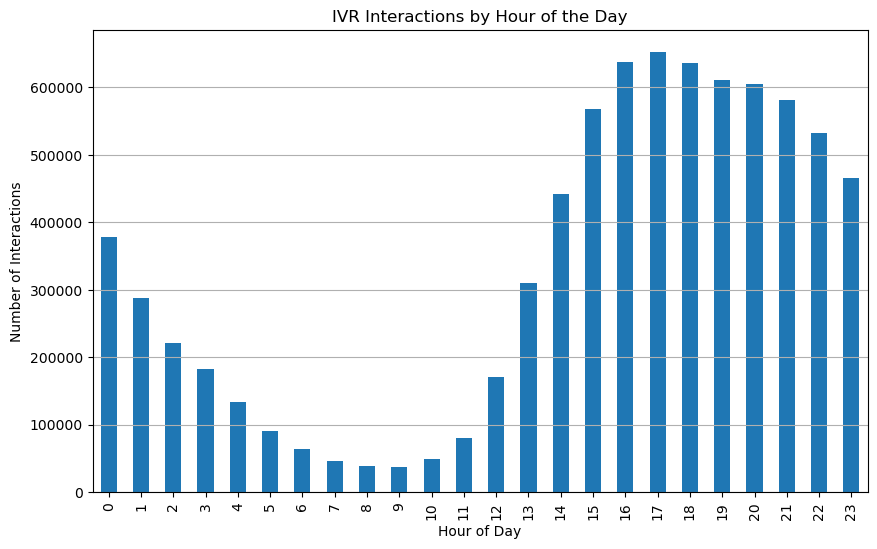 IVR Interactions by Hour of the Day
Number of Interactions
600000
500000
400000
300000
200000
100000
0
0 1 2 3 4 5 6 7 8 9 10 11 12 13 14 15 16 17 18 19 20 21 22 23
Hour of Day